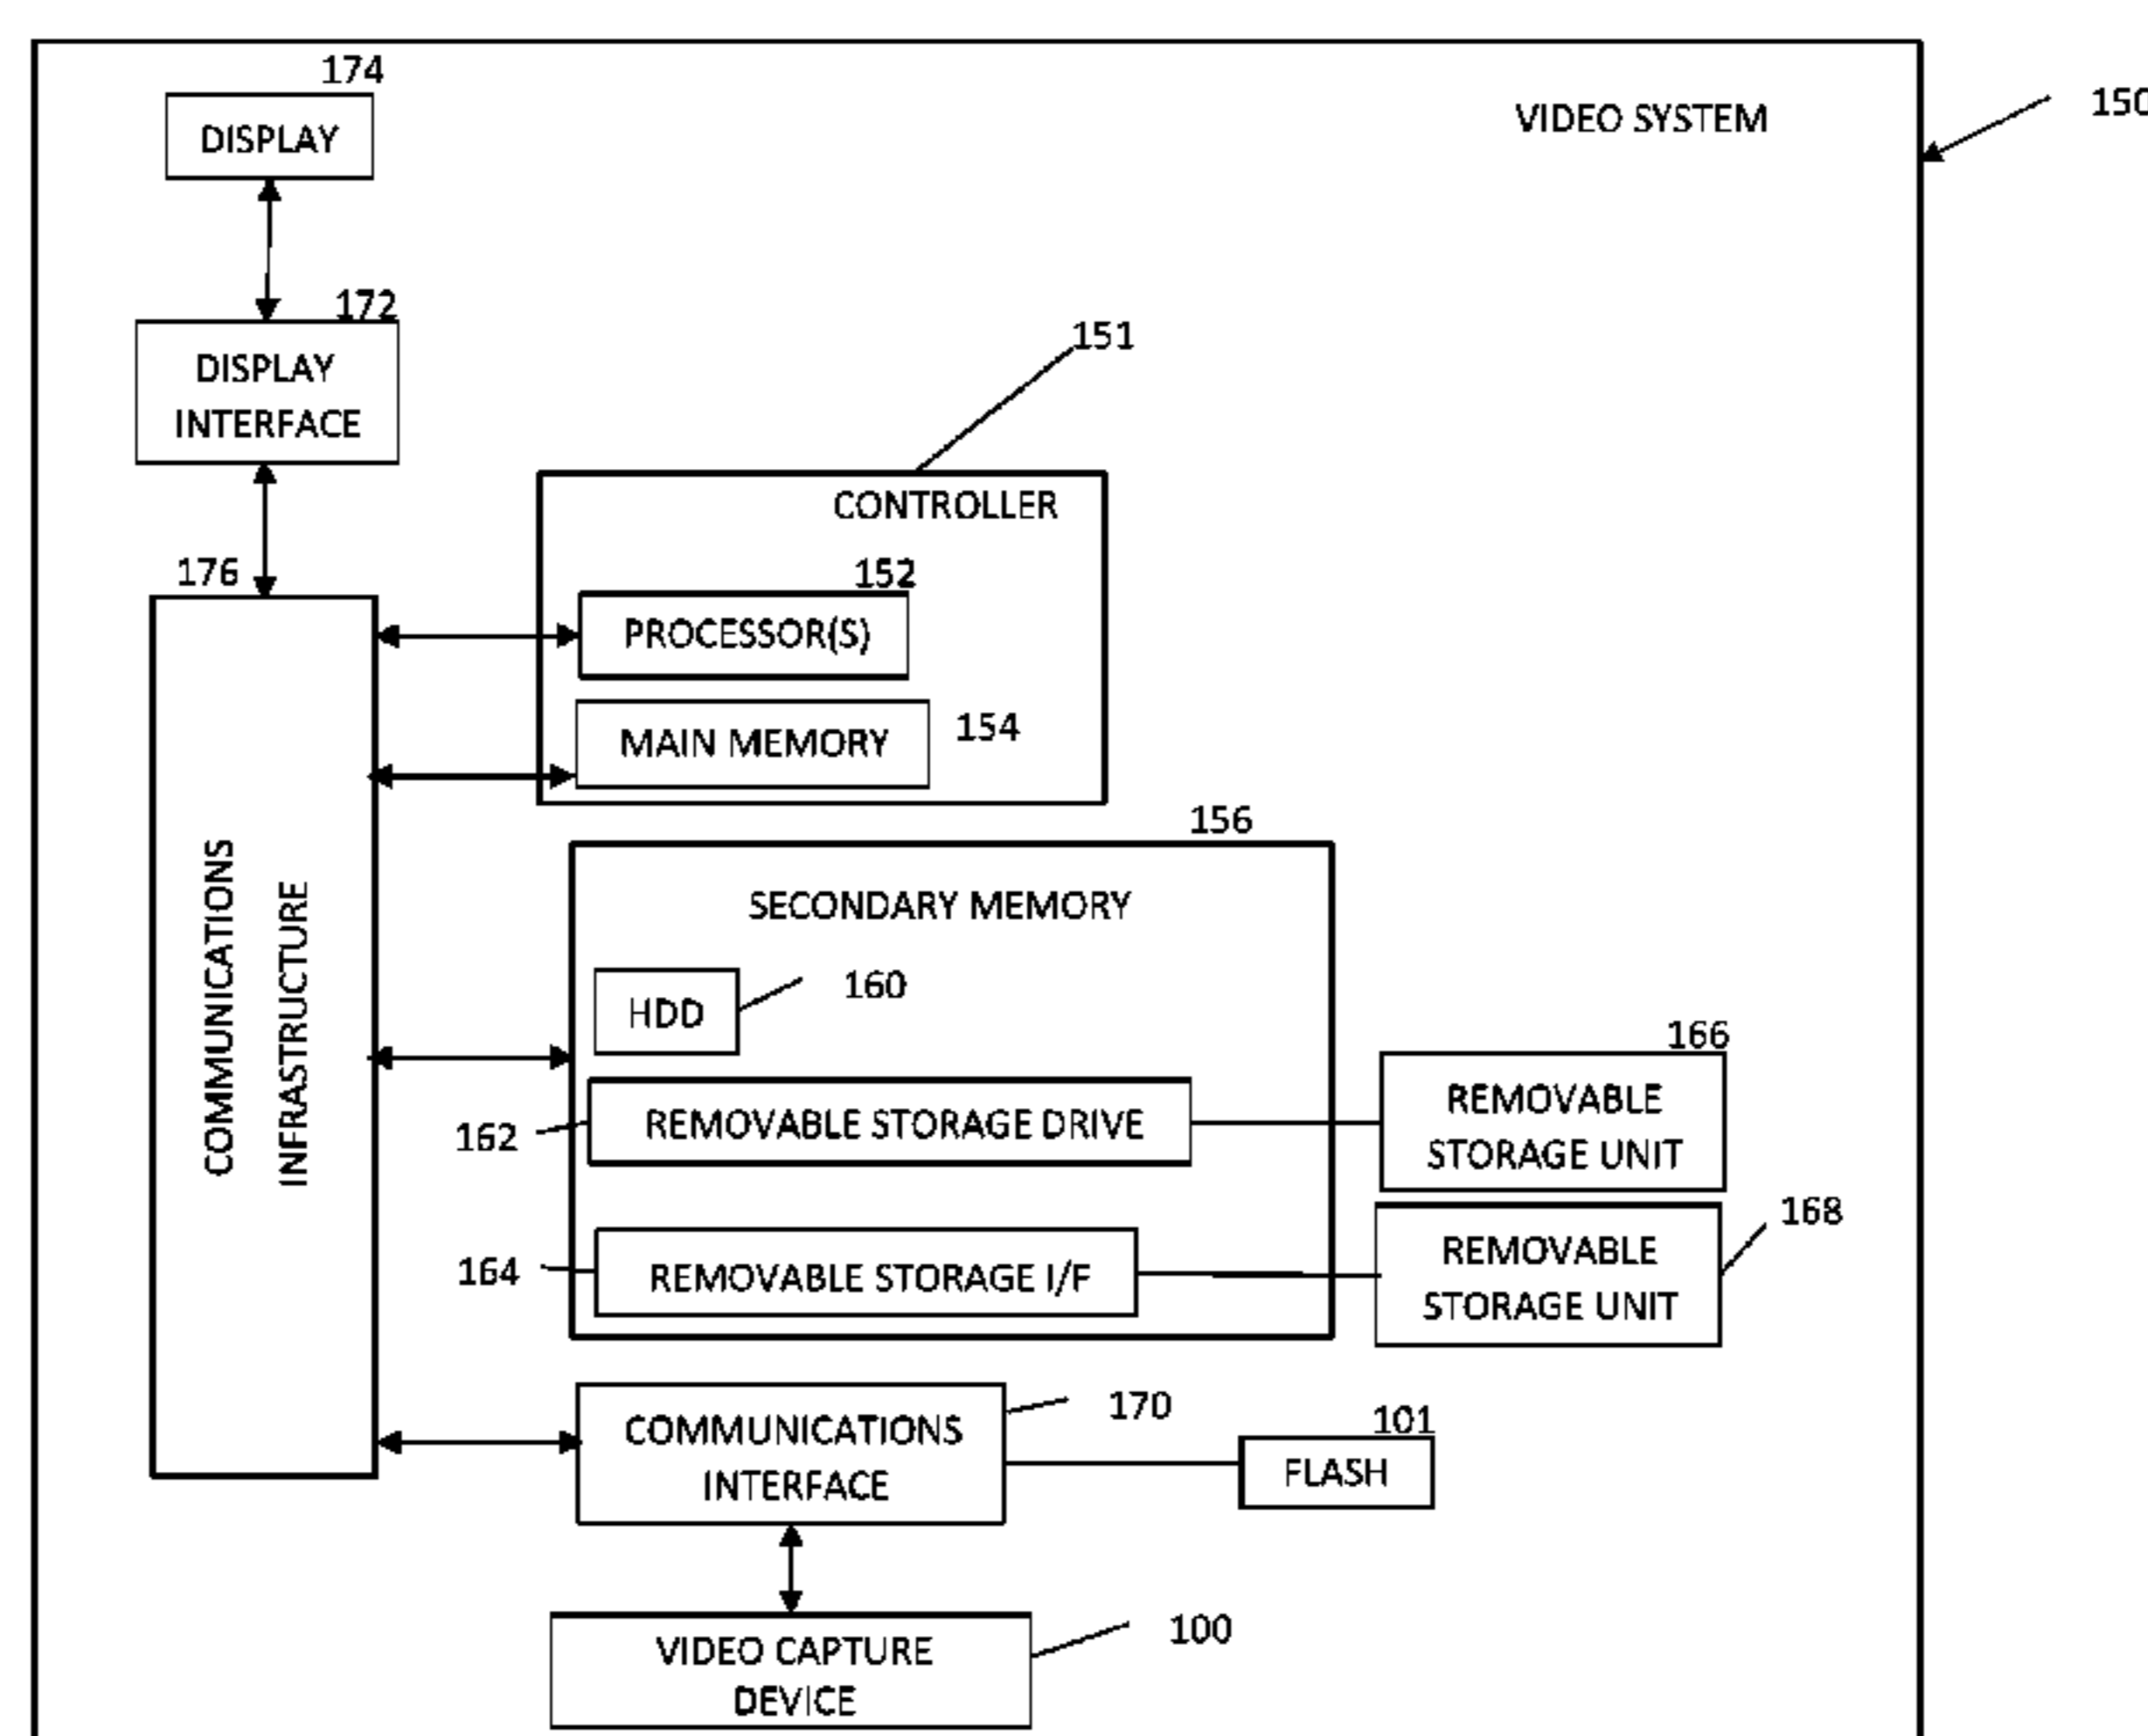 174
DISPLAY
VIDEO SYSTEM
150
172
DISPLAY
INTERFACE
151
CONTROLLER
176
152
PROCESSOR(S)
MAIN MEMORY
154
COMMUNICATIONS
INFRASTRUCTURE
156
SECONDARY MEMORY
HDD
160
162
REMOVABLE STORAGE DRIVE
166
REMOVABLE
STORAGE UNIT
164
REMOVABLE STORAGE I/F
168
REMOVABLE
STORAGE UNIT
COMMUNICATIONS
INTERFACE
170
101
FLASH
VIDEO CAPTURE
DEVICE
100